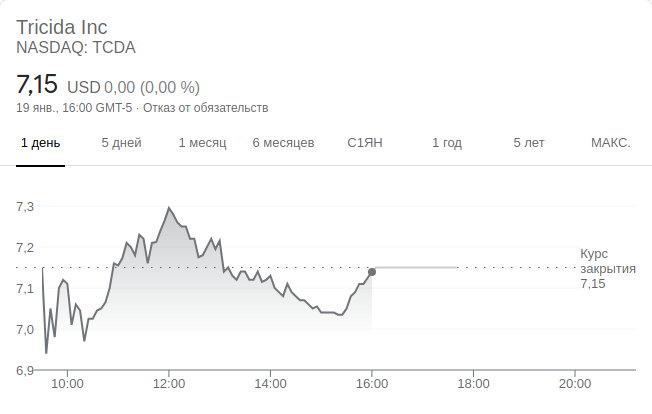 Tricida Inc
NASDAQ: TCDA
7,15 USD 0,00 (0,00 %)
19 янв., 16:00 GMT-5 · Отказ от обязательств
1 день 5 дней 1 месяц 6 месяцев С1ЯН 1 год 5 лет МАКС.
7,3
7,2
7,1
7,0
6,9
Курс
закрытия
7,15
10:00 12:00 14:00 16:00 18:00 20:00